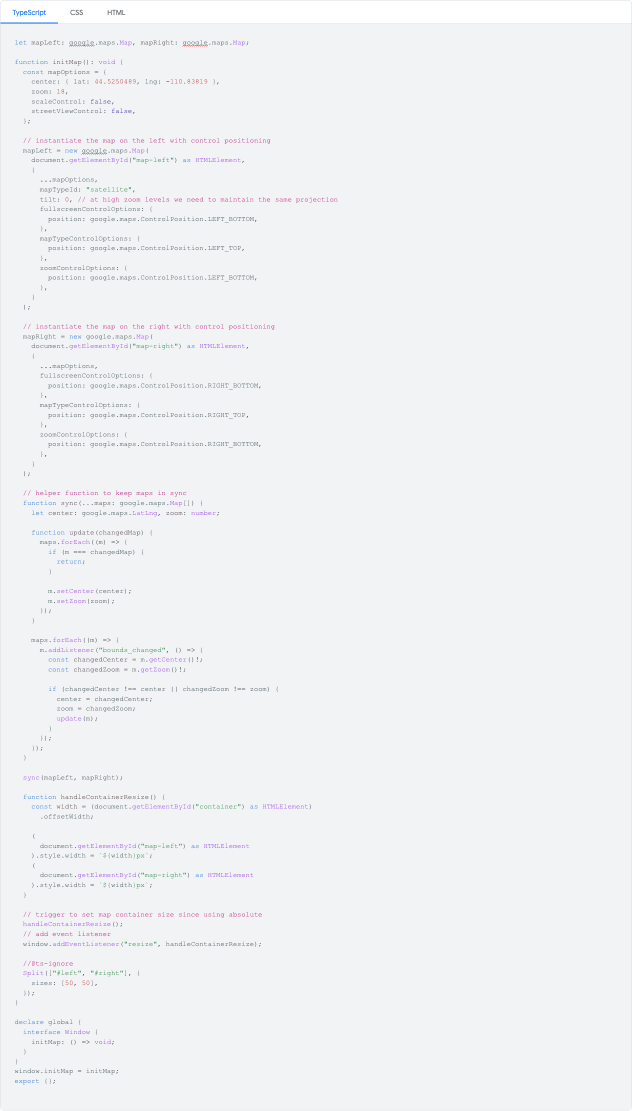 TypeScript CSS HTML
let mapLeft: google.maps.Map, mapRight: google.maps.Map;
function initMap(): void {
  const mapOptions = {
    center: { lat: 44.5250489, lng: -110.83819 },
    zoom: 18,
    scaleControl: false,
    streetViewControl: false,
  };
  // instantiate the map on the left with control positioning
  mapLeft = new google.maps.Map(
    document.getElementById("map-left") as HTMLElement,
    {
      ...mapOptions,
      mapTypeId: "satellite",
      tilt: 0, // at high zoom levels we need to maintain the same projection
      fullscreenControlOptions: {
        position: google.maps.ControlPosition.LEFT_BOTTOM,
      },
      mapTypeControlOptions: {
        position: google.maps.ControlPosition.LEFT_TOP,
      },
      zoomControlOptions: {
        position: google.maps.ControlPosition.LEFT_BOTTOM,
      },
    }
  );
  // instantiate the map on the right with control positioning
  mapRight = new google.maps.Map(
    document.getElementById("map-right") as HTMLElement,
    {
      ...mapOptions,
      fullscreenControlOptions: {
        position: google.maps.ControlPosition.RIGHT_BOTTOM,
      },
      mapTypeControlOptions: {
        position: google.maps.ControlPosition.RIGHT_TOP,
      },
      zoomControlOptions: {
        position: google.maps.ControlPosition.RIGHT_BOTTOM,
      },
    }
  );
  // helper function to keep maps in sync
  function sync(...maps: google.maps.Map[]) {
    let center: google.maps.LatLng, zoom: number;
    function update(changedMap) {
      maps.forEach((m) => {
        if (m === changedMap) {
          return;
        }
        m.setCenter(center);
        m.setZoom(zoom);
      });
    }
    maps.forEach((m) => {
      m.addListener("bounds_changed", () => {
        const changedCenter = m.getCenter()!;
        const changedZoom = m.getZoom()!;
        if (changedCenter !== center || changedZoom !== zoom) {
          center = changedCenter;
          zoom = changedZoom;
          update(m);
        }
      });
    });
  }
  sync(mapLeft, mapRight);
  function handleContainerResize() {
    const width = (document.getElementById("container") as HTMLElement)
      .offsetWidth;
    (
      document.getElementById("map-left") as HTMLElement
    ).style.width = `${width}px`;
    (
      document.getElementById("map-right") as HTMLElement
    ).style.width = `${width}px`;
  }
  // trigger to set map container size since using absolute
  handleContainerResize();
  // add event listener
  window.addEventListener("resize", handleContainerResize);
  //@ts-ignore
  Split(["#left", "#right"], {
    sizes: [50, 50],
  });
}
declare global {
  interface Window {
    initMap: () => void;
  }
}
window.initMap = initMap;
export {};